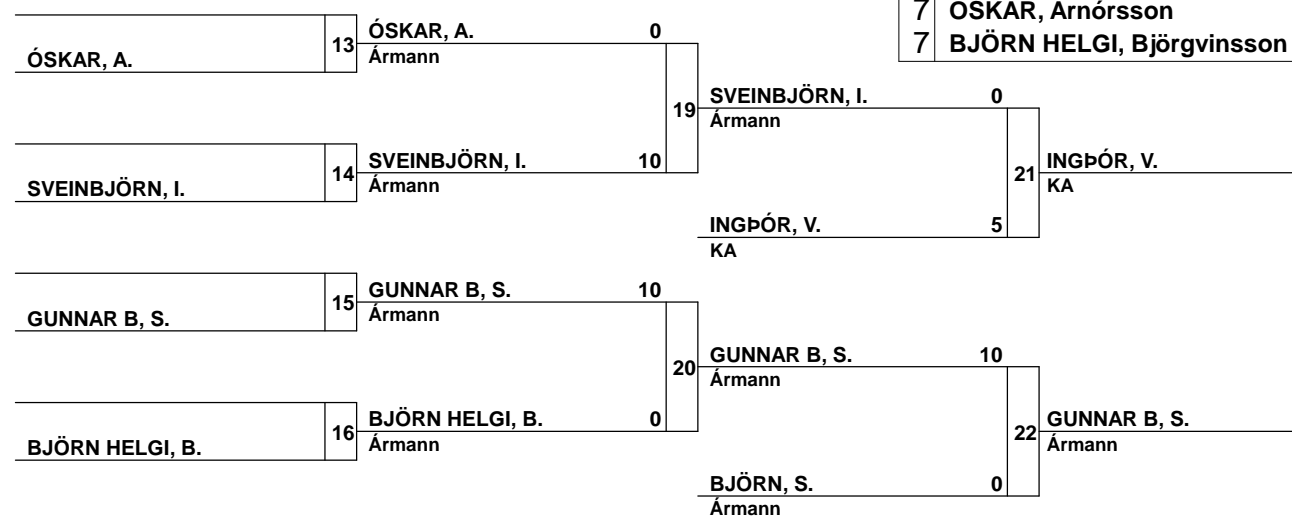 7 ÓSKAR, Arnórsson
7 BJÖRN HELGI, Björgvinsson
13
ÓSKAR, A. 0
Ármann
ÓSKAR, A.
19
SVEINBJÖRN, I. 0
Ármann
14
SVEINBJÖRN, I. 10
Ármann
SVEINBJÖRN, I.
21
INGÞÓR, V.
KA
INGÞÓR, V. 5
KA
15
GUNNAR B, S. 10
Ármann
GUNNAR B, S.
20
GUNNAR B, S. 10
Ármann
16
BJÖRN HELGI, B. 0
Ármann
BJÖRN HELGI, B.
22
GUNNAR B, S.
Ármann
BJÖRN, S. 0
Ármann